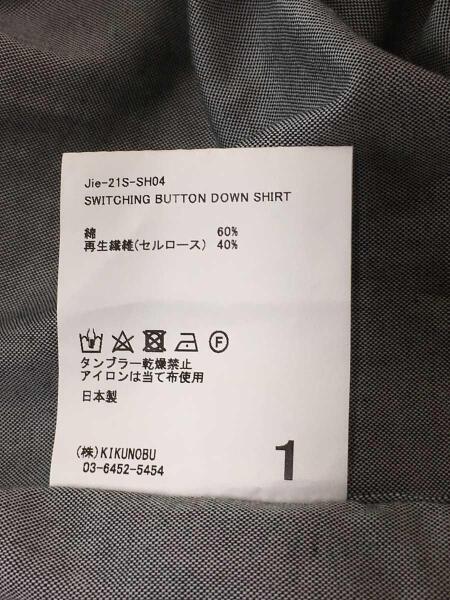 Jie-21S-SH04
SWITCHING BUTTON DOWN SHIRT
綿 60%
再生繊維(セルロース) 40%
F
タンブラー乾燥禁止
アイロンは当て布使用
日本製
(株)KIKUNOBU
03-6452-5454
1